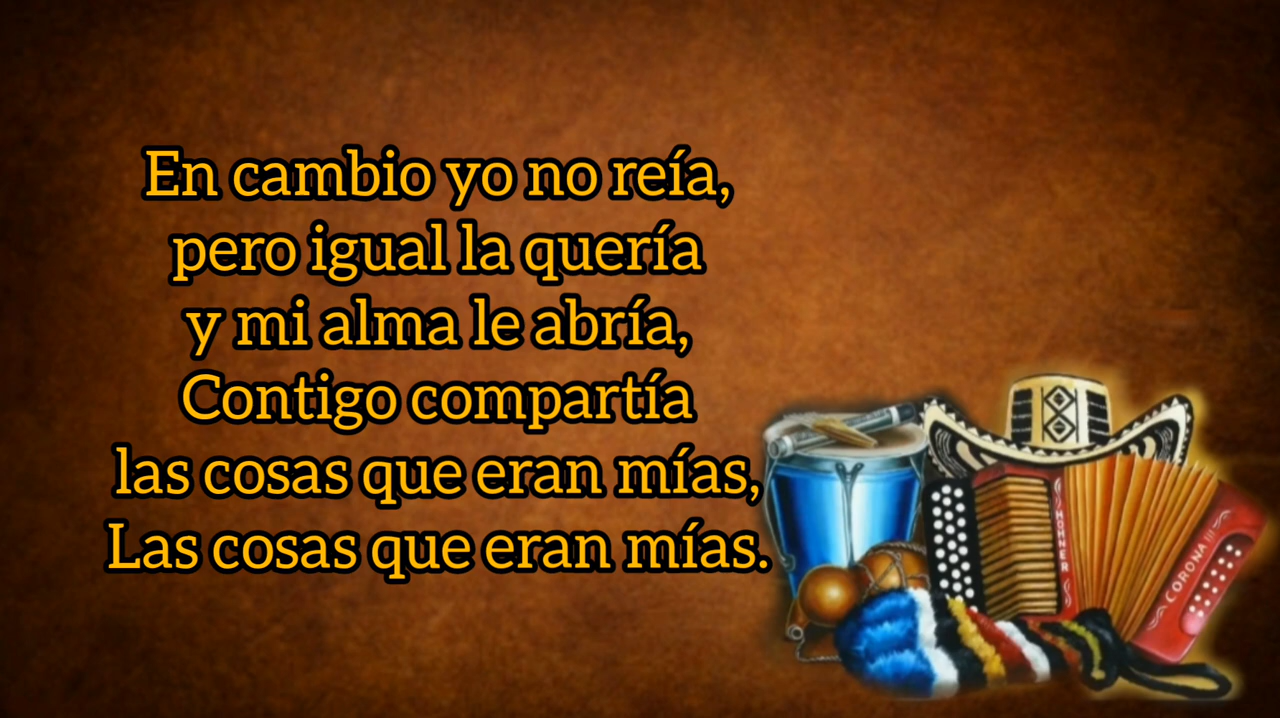 En cambio yo no reía,
pero igual la quería
y mi alma le abría,
Contigo compartía
las cosas que eran mías,
Las cosas que eran mías.
HOHNER
CORONA III